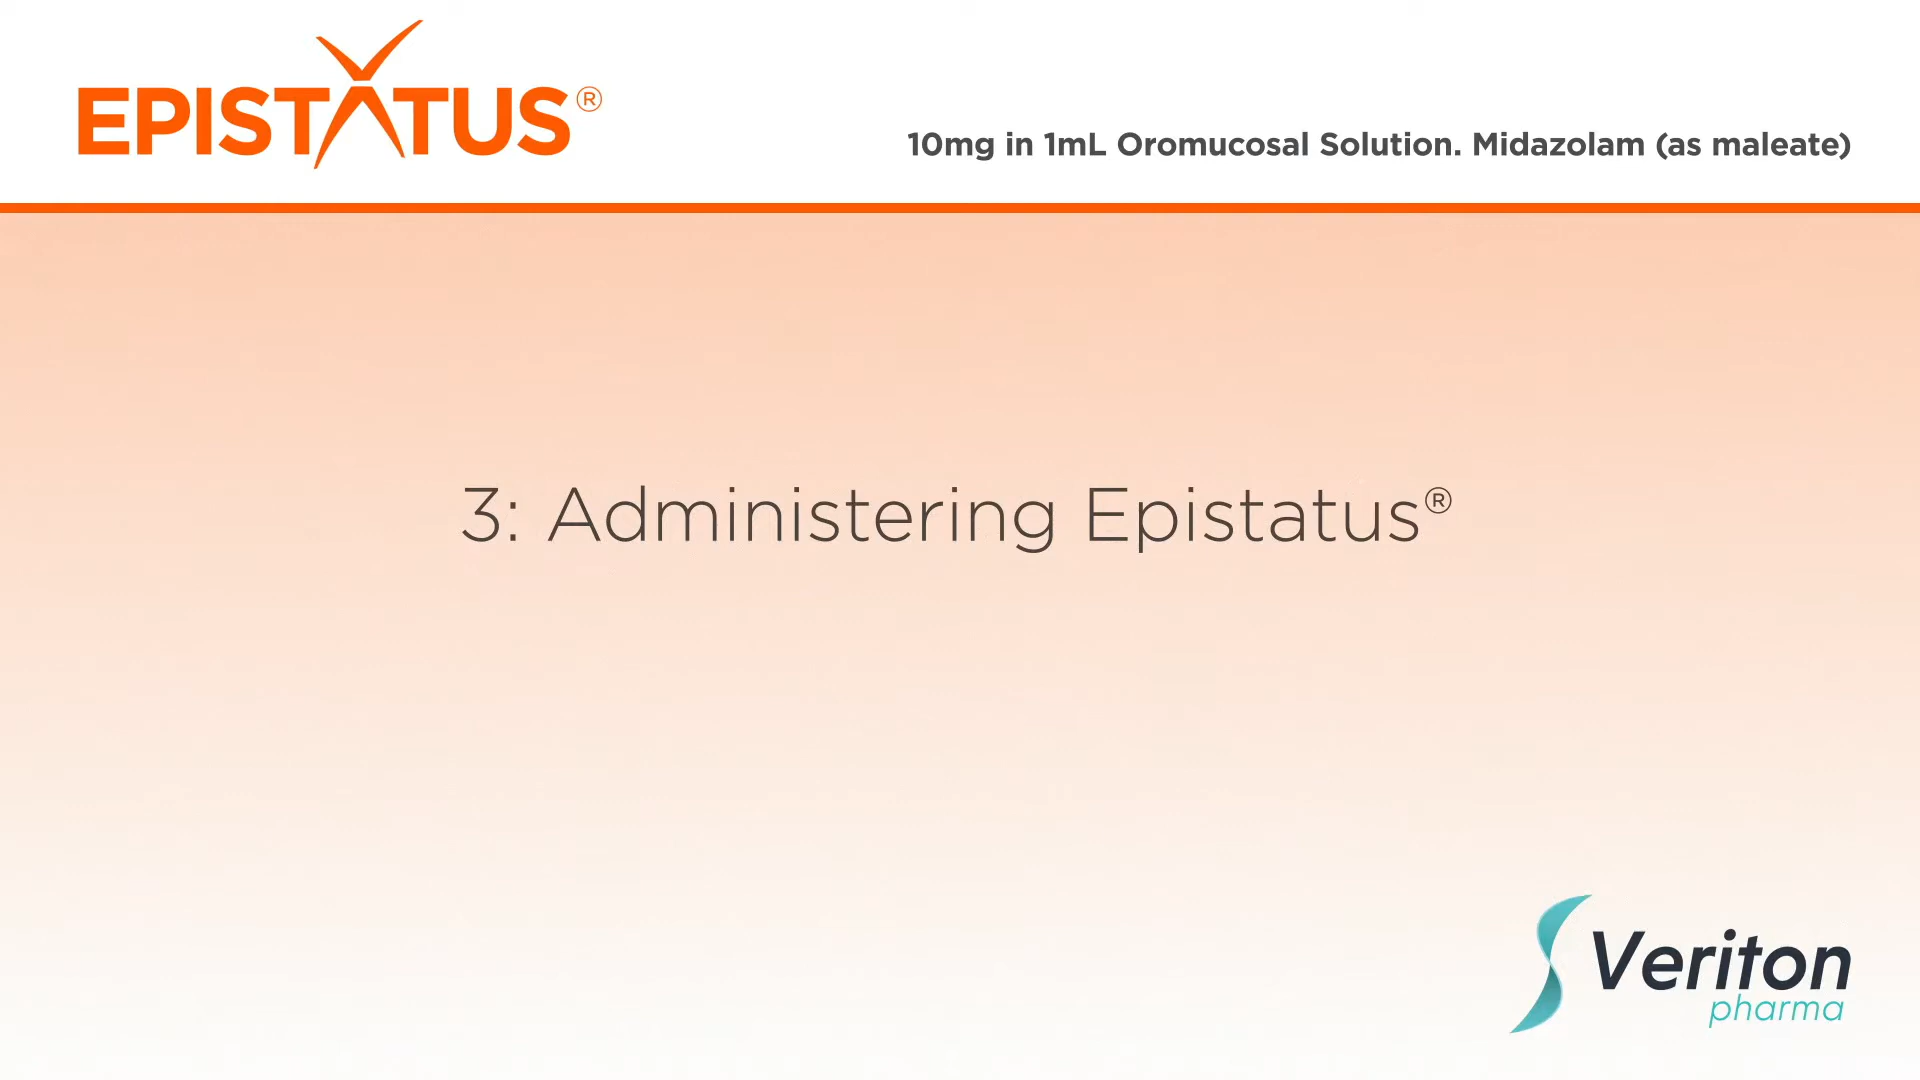 EPISTATUS®
10mg in 1mL Oromucosal Solution. Midazolam (as maleate)
3: Administering Epistatus®
Veriton
pharma